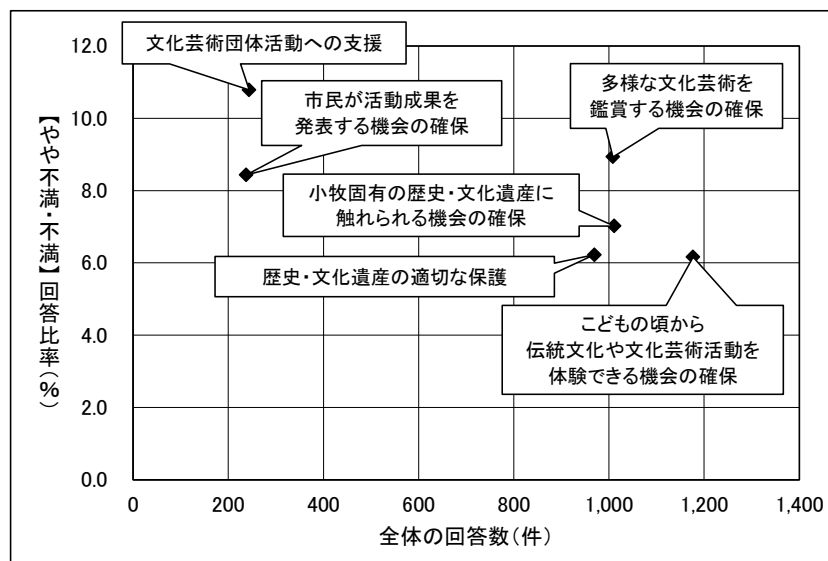 文化芸術団体活動への支援
市民が活動成果を
発表する機会の確保
多様な文化芸術を
鑑賞する機会の確保
小牧固有の歴史・文化遺産に
触れられる機会の確保
歴史・文化遺産の適切な保護
こどもの頃から
伝統文化や文化芸術活動を
体験できる機会の確保
【やや不満・不満】回答比率(%)
12.0
10.0
8.0
6.0
4.0
2.0
0.0
0 200 400 600 800 1,000 1,200 1,400
全体の回答数(件)